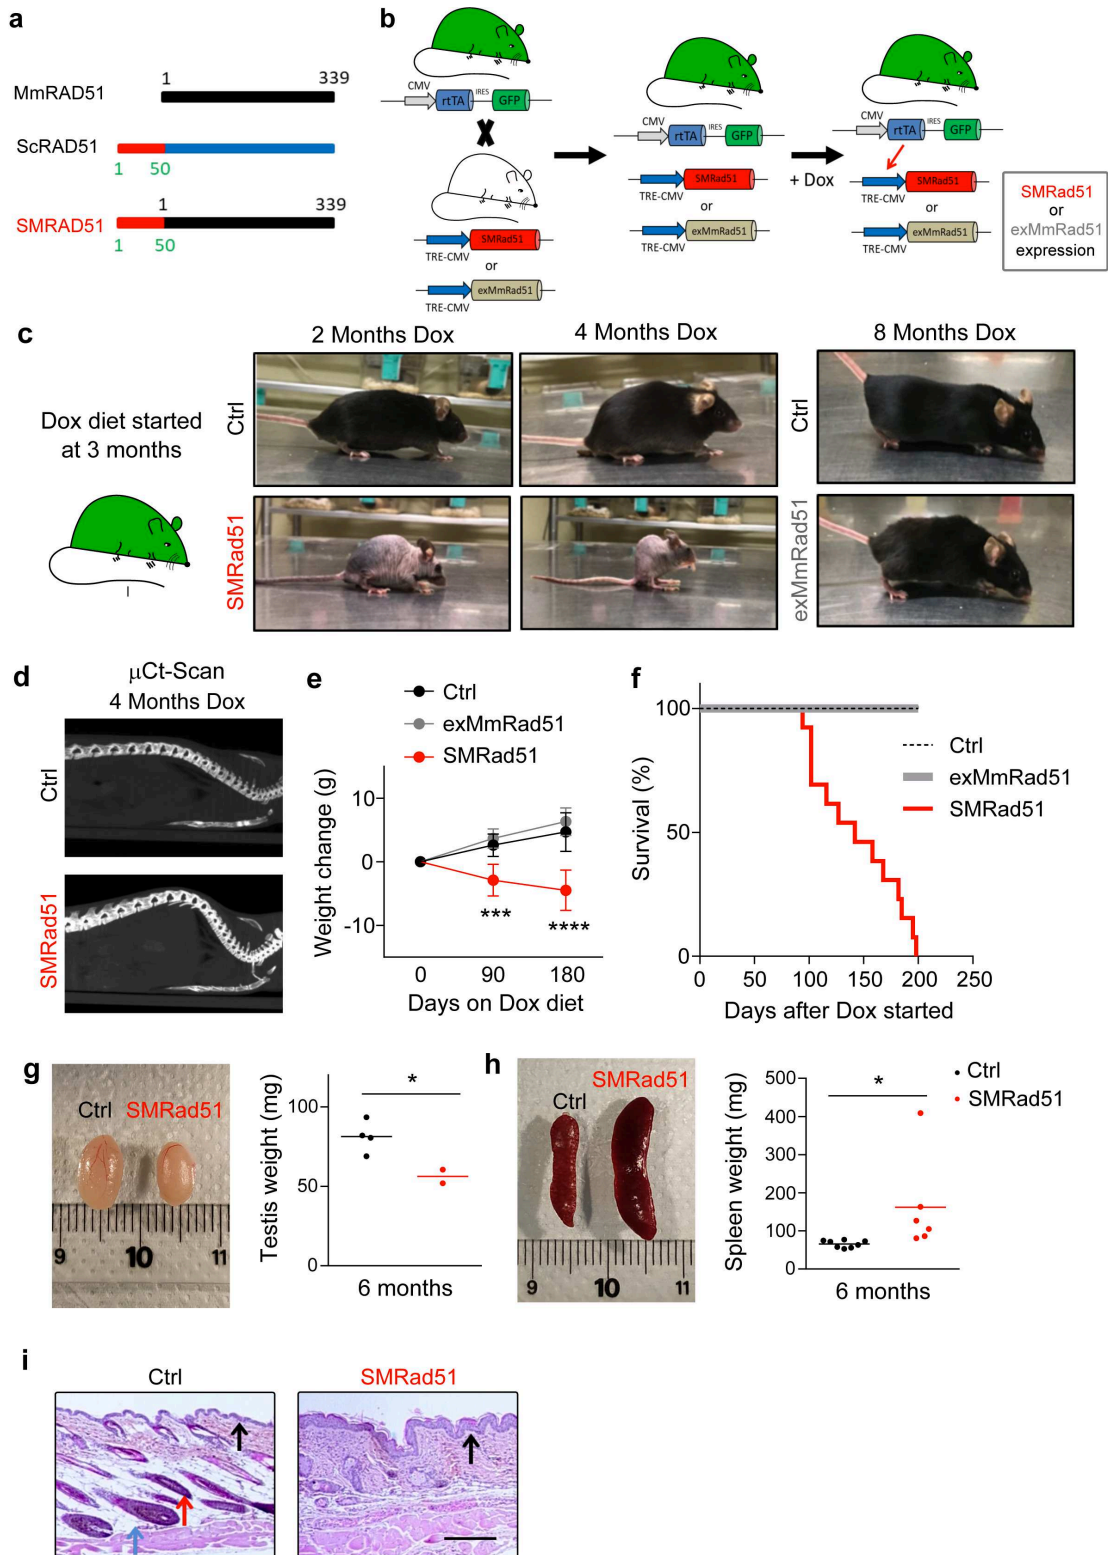 a
MmRAD51
1
339
ScRAD51
1
50
SMRAD51
1
339
1
50
b
CMV
rtTA
IRES
GFP
X
TRE-CMV
SMRad51
or
TRE-CMV
exMmRad51
CMV
rtTA
IRES
GFP
TRE-CMV
SMRad51
or
TRE-CMV
exMmRad51
+ Dox
CMV
rtTA
IRES
GFP
TRE-CMV
SMRad51
or
TRE-CMV
exMmRad51
SMRad51
or
exMmRad51
expression
c
Dox diet started
at 3 months
2 Months Dox
4 Months Dox
8 Months Dox
Ctrl
Ctrl
SMRad51
exMmRad51
d
μCt-Scan
4 Months Dox
Ctrl
SMRad51
e
Ctrl
exMmRad51
SMRad51
Weight change (g)
10
0
-10
***
****
0 90 180
Days on Dox diet
f
Survival (%)
100
50
0
Ctrl
exMmRad51
SMRad51
0 50 100 150 200 250
Days after Dox started
g
Ctrl SMRad51
9 10 11
Testis weight (mg)
100
50
0
*
6 months
h
SMRad51
Ctrl
9 10 11
Spleen weight (mg)
500
400
300
200
100
0
*
Ctrl
SMRad51
6 months
i
Ctrl
SMRad51